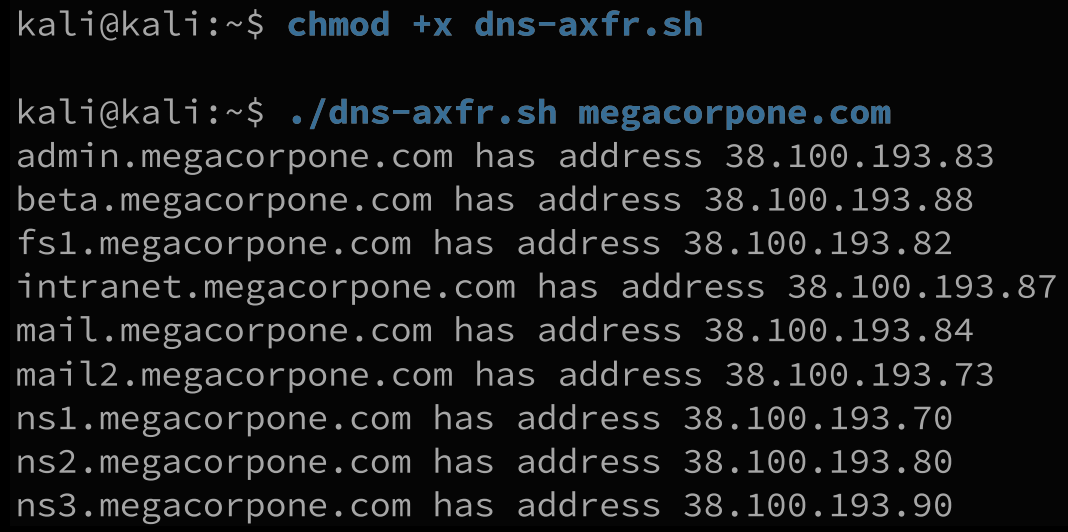 kali@kali:~$ chmod +x dns-axfr.sh
kali@kali:~$ ./dns-axfr.sh megacorpone.com
admin.megacorpone.com has address 38.100.193.83
beta.megacorpone.com has address 38.100.193.88
fs1.megacorpone.com has address 38.100.193.82
intranet.megacorpone.com has address 38.100.193.87
mail.megacorpone.com has address 38.100.193.84
mail2.megacorpone.com has address 38.100.193.73
ns1.megacorpone.com has address 38.100.193.70
ns2.megacorpone.com has address 38.100.193.80
ns3.megacorpone.com has address 38.100.193.90